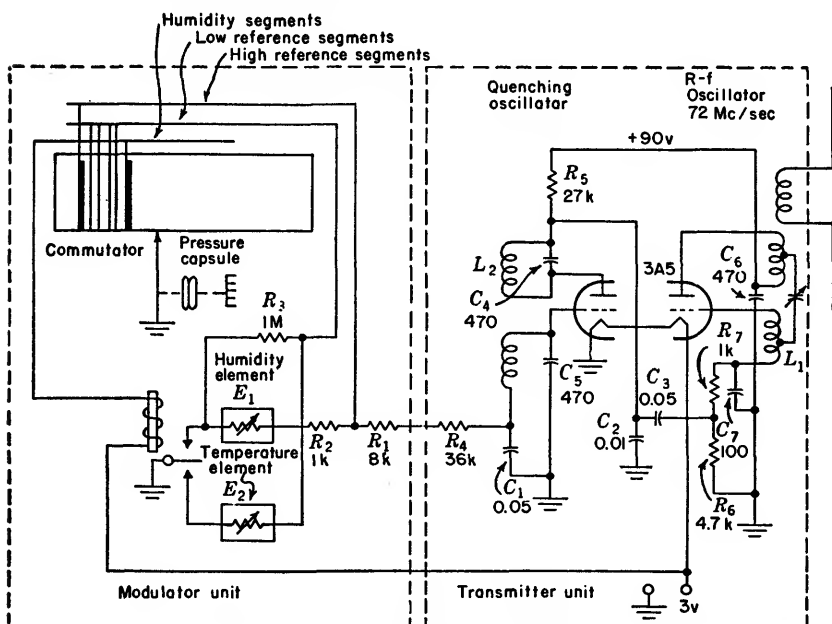 Humidity segments
Low reference segments
High reference segments
Quenching
oscillator
R-f
Oscillator
72 Mc/sec
+90v
R5
27k
Commutator
Pressure
capsule
L2
C4
470
3A5
C6
470
R3
1M
Humidity
element
E1
R2
1k
R1
8k
R4
36k
C5
470
C1
0.05
C2
0.01
C3
0.05
R7
1k
L1
C7
100
R6
4.7k
Temperature
element
E2
Modulator unit
Transmitter unit
3v